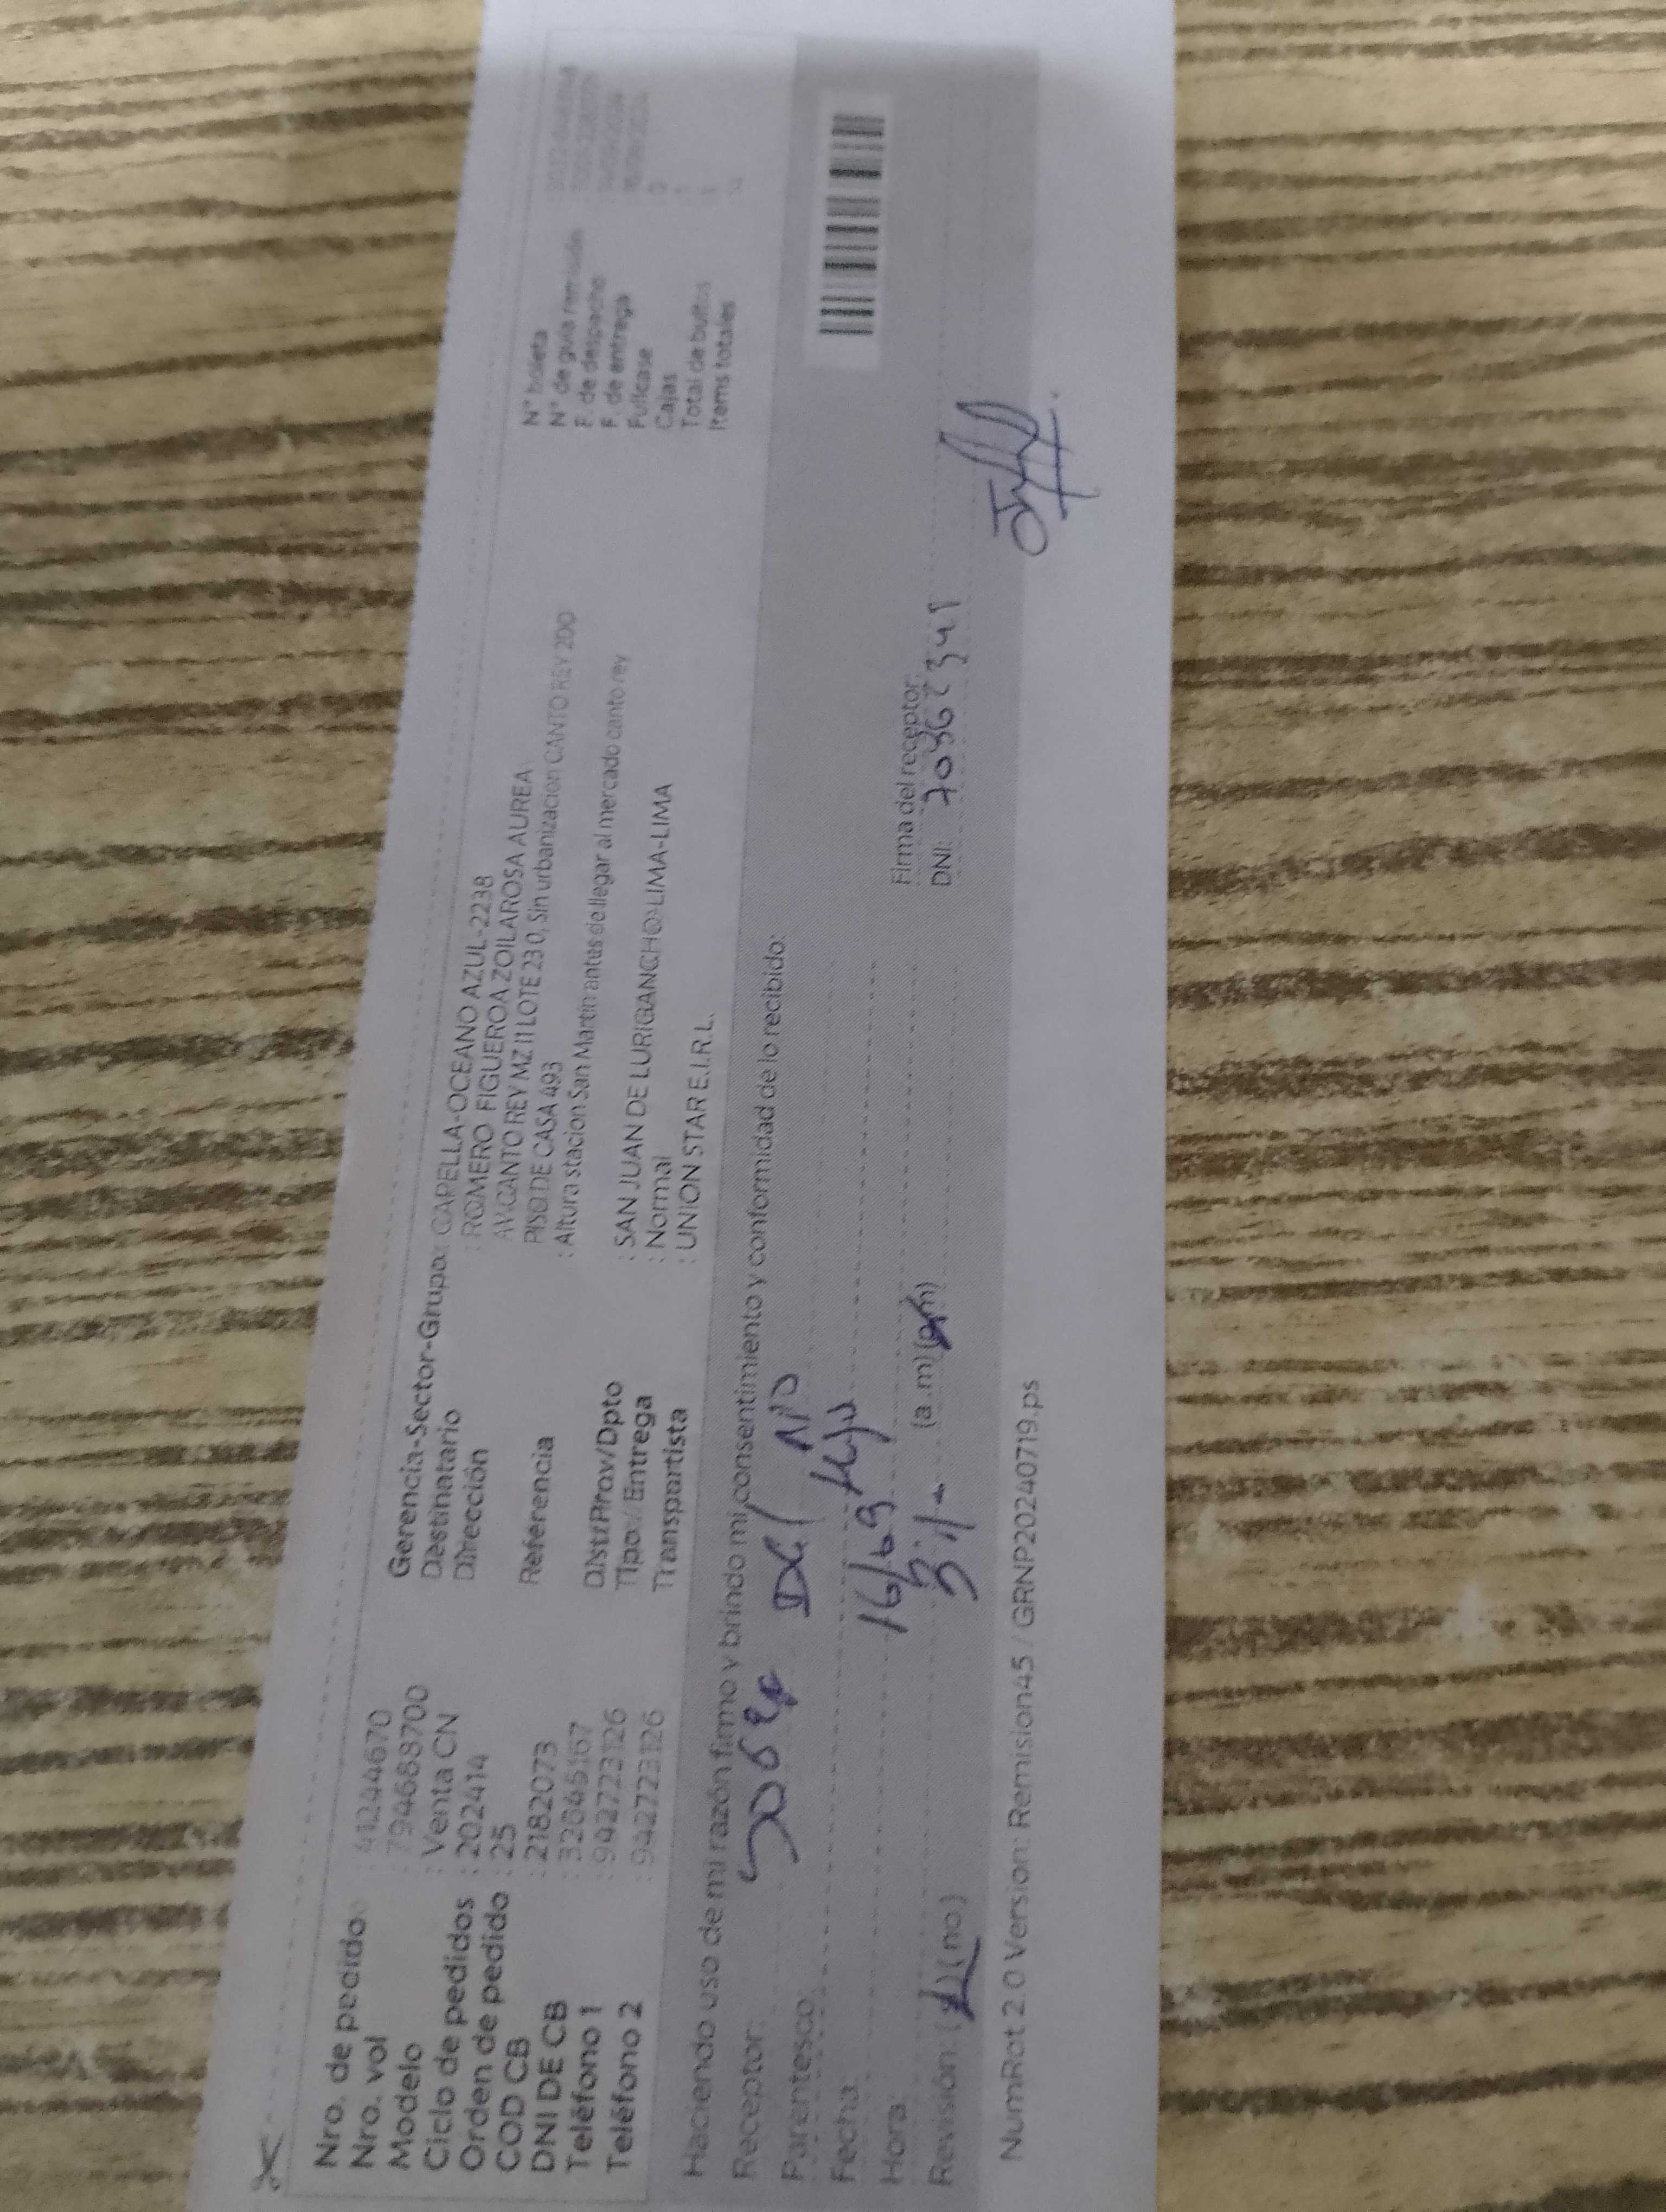 Nro. de pedido : 41244670
Nro. vol : 794688700
Modelo : Venta CN
Ciclo de pedidos : 202414
Orden de pedido : 25
COD CB : 2182073
DNI DE CB : 32645167
Teléfono 1 : 942723126
Teléfono 2 : 942723126
Gerencia-Sector-Grupo: CAPELLA-OCEANO AZUL-2238
Destinatario : ROMERO FIGUEROA ZOILAROSA AUREA
Dirección AV.CANTO REY MZ I1 LOTE 23 0, Sin urbanizacion CANTO REY 2DO
PISO DE CASA 493
Referencia : Altura stacion San Martin antes de llegar al mercado canto rey
Dist/Prov/Dpto : SAN JUAN DE LURIGANCHO-LIMA-LIMA
Tipo / Entrega : Normal
Transportista : UNION STAR E.I.R.L.
N° boleta
N° de guía remisión
F. de despacho
F. de entrega
Fullcase
Cajas
Total de bultos
Items totales
Haciendo uso de mi razón firmo y brindo mi consentimiento y conformidad de lo recibido:
Receptor:
Parentesco:
Fecha: 16/09
Hora: (a.m) (pm)
Revisión: (no)
Firma del receptor:
DNI:
NumRot 2.0 Version: Remision45 / GRNP20240719.ps